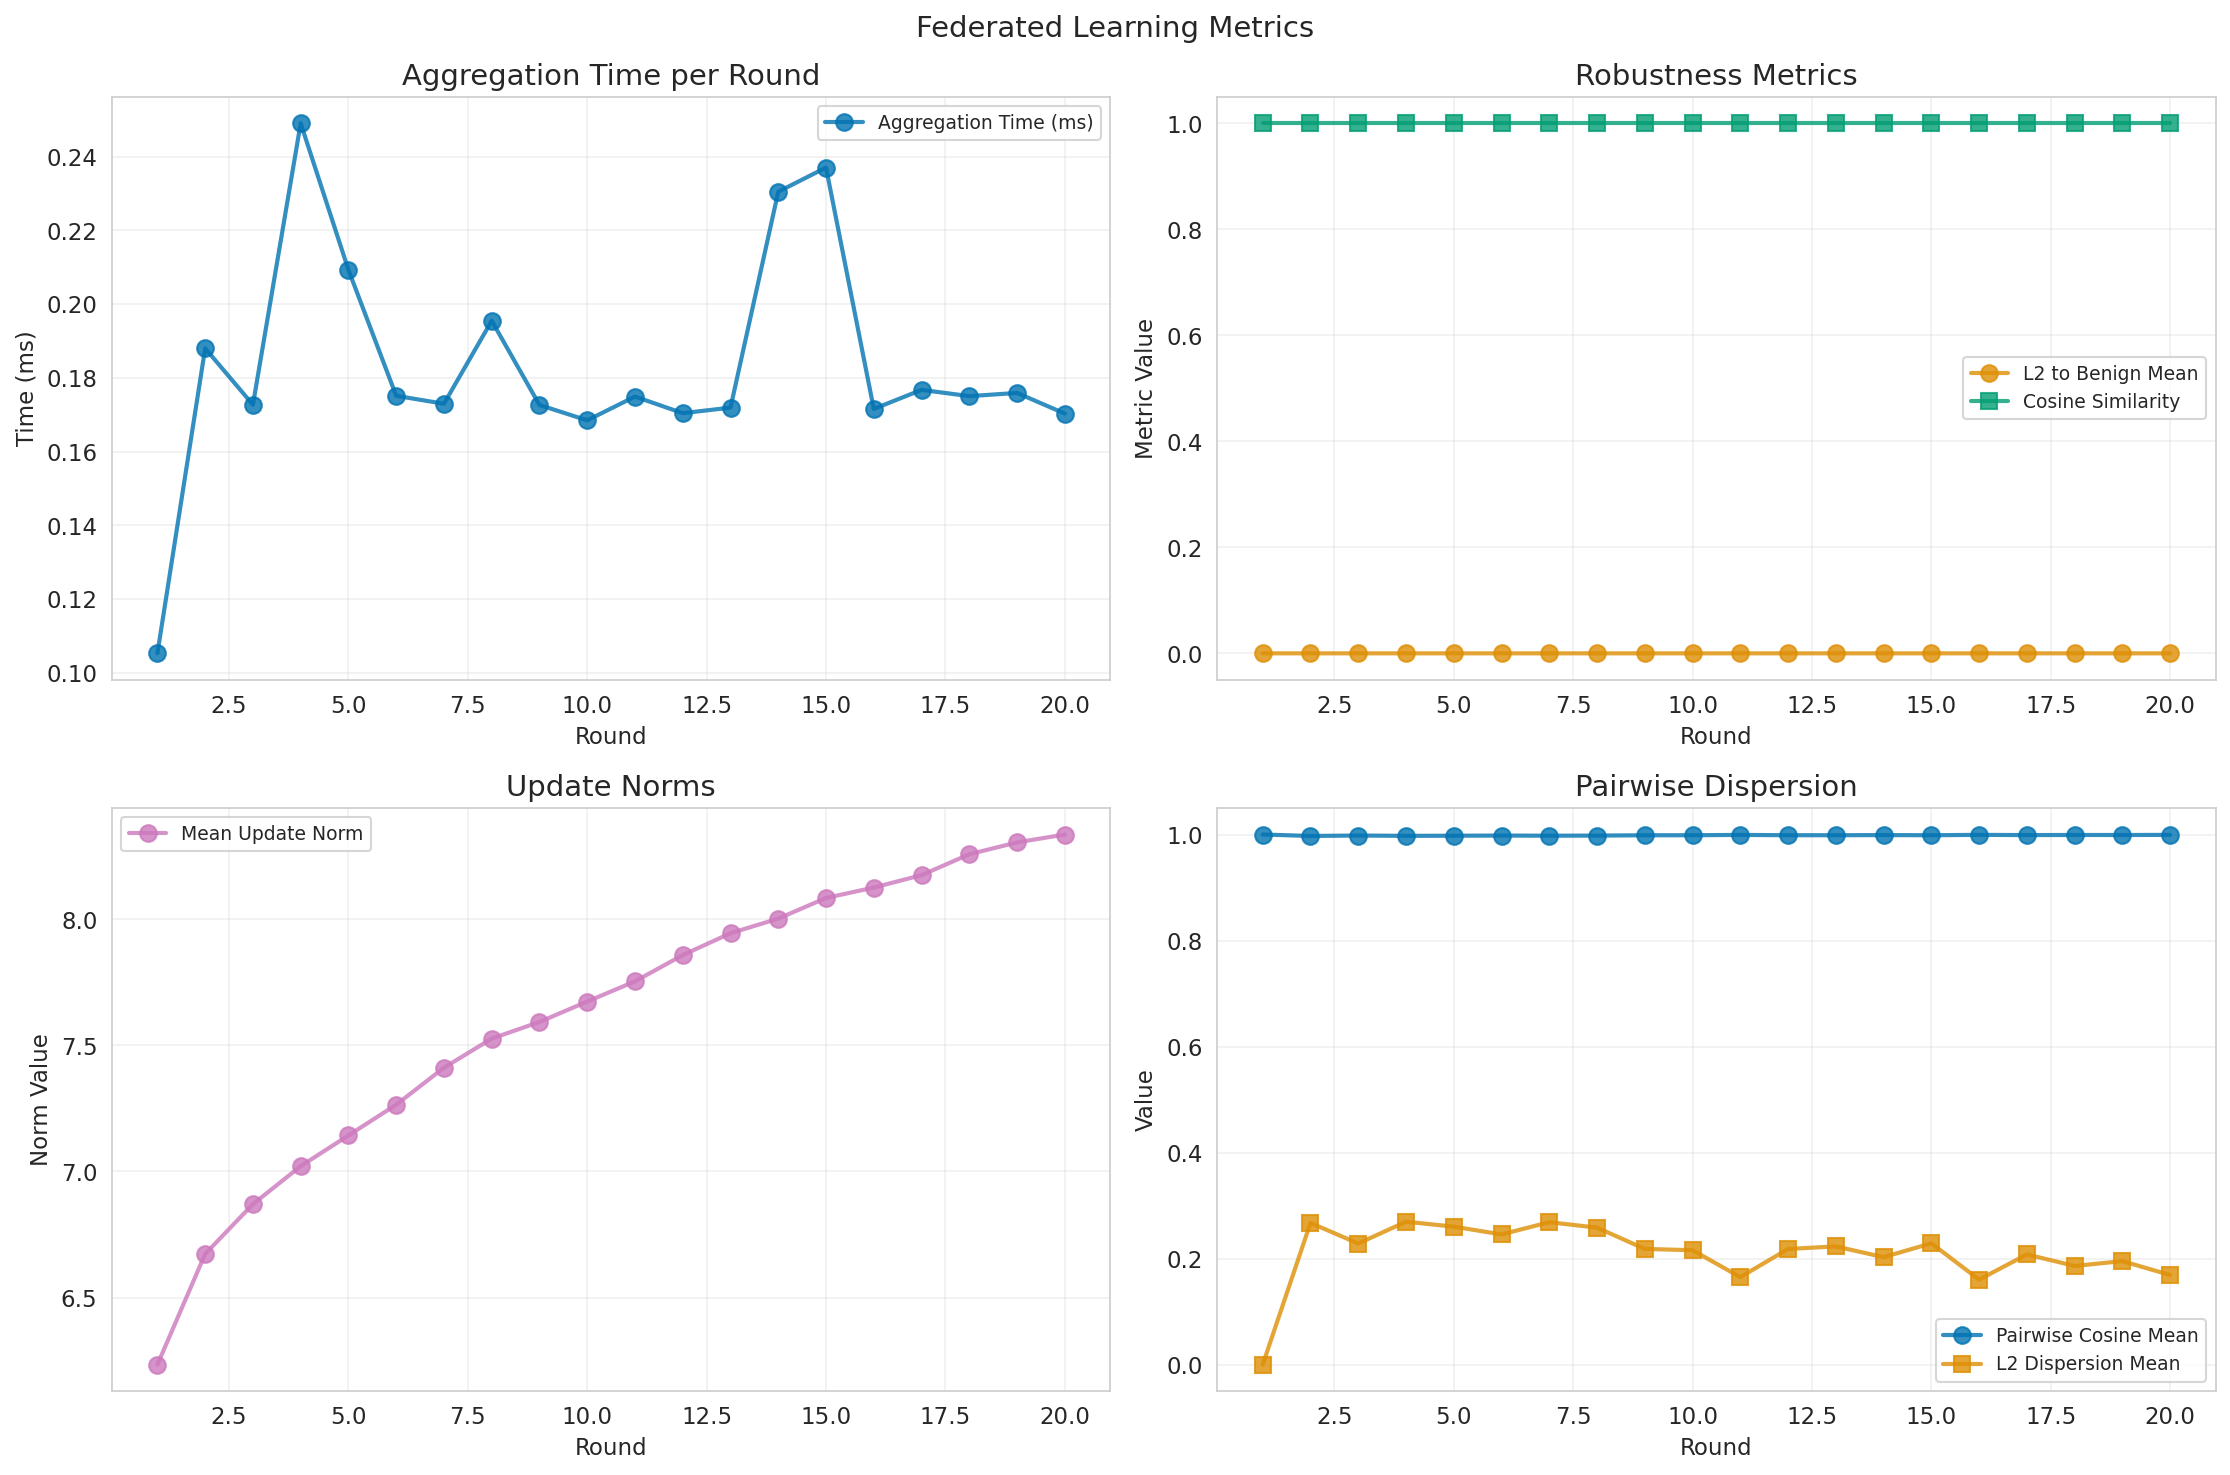 Federated Learning Metrics
Aggregation Time per Round
Aggregation Time (ms)
Time (ms)
0.24
0.22
0.20
0.18
0.16
0.14
0.12
0.10
2.5 5.0 7.5 10.0 12.5 15.0 17.5 20.0
Round
Robustness Metrics
Metric Value
1.0
0.8
0.6
0.4
0.2
0.0
L2 to Benign Mean
Cosine Similarity
2.5 5.0 7.5 10.0 12.5 15.0 17.5 20.0
Round
Update Norms
Mean Update Norm
Norm Value
8.0
7.5
7.0
6.5
2.5 5.0 7.5 10.0 12.5 15.0 17.5 20.0
Round
Pairwise Dispersion
Value
1.0
0.8
0.6
0.4
0.2
0.0
Pairwise Cosine Mean
L2 Dispersion Mean
2.5 5.0 7.5 10.0 12.5 15.0 17.5 20.0
Round